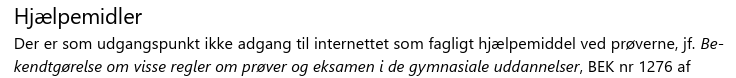 Hjælpemidler
Der er som udgangspunkt ikke adgang til internettet som fagligt hjælpemiddel ved prøverne, jf. Be-
kendtgørelse om visse regler om prøver og eksamen i de gymnasiale uddannelser, BEK nr 1276 af